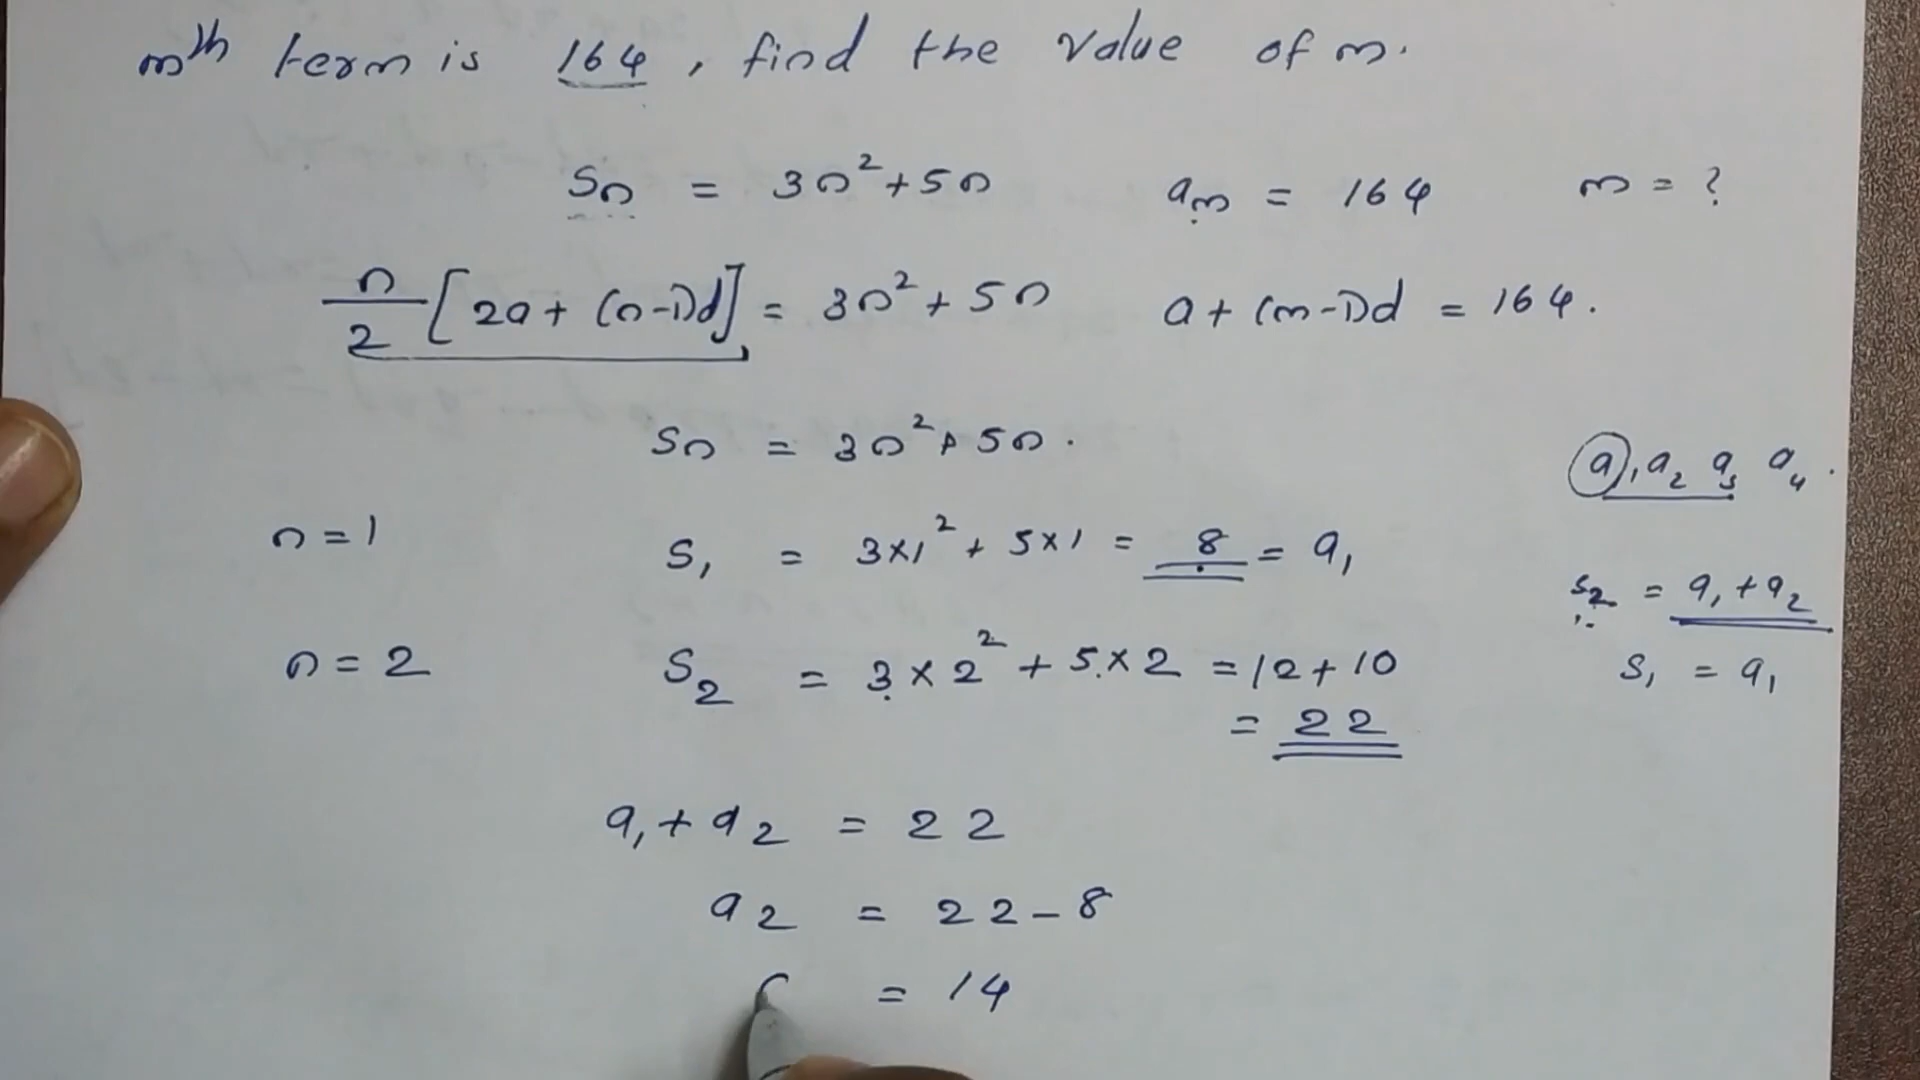 mth term is 164, find the value of m.
Sn = 3n² + 5n am = 164 m = ?
n/2 [2a + (n-1)d] = 3n² + 5n a + (m-1)d = 164.
Sn = 3n² + 5n.
a1, a2 a3 a4.
n = 1 S1 = 3×1² + 5×1 = 8 = a1
S2 = a1 + a2
n = 2 S2 = 3 × 2² + 5 × 2 = 12 + 10
S1 = a1
= 22
a1 + a2 = 22
a2 = 22 - 8
= 14